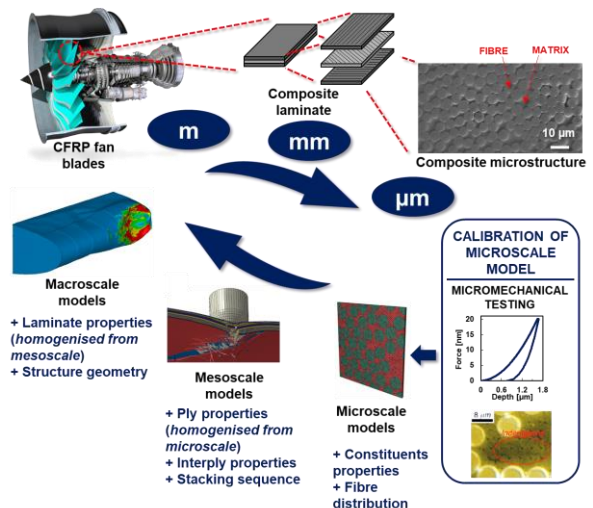 CFRP fan
blades
Composite
laminate
FIBRE
MATRIX
10 µm
Composite microstructure
m
mm
µm
Macroscale
models
+ Laminate properties
(homogenised from
mesoscale)
+ Structure geometry
Mesoscale
models
+ Ply properties
(homogenised from
microscale)
+ Interply properties
+ Stacking sequence
Microscale
models
+ Constituents
properties
+ Fibre
distribution
CALIBRATION OF
MICROSCALE
MODEL
MICROMECHANICAL
TESTING
Force [nm]
20
15
10
5
0
0 0.6 1.2 1.8
Depth [µm]
8 µm